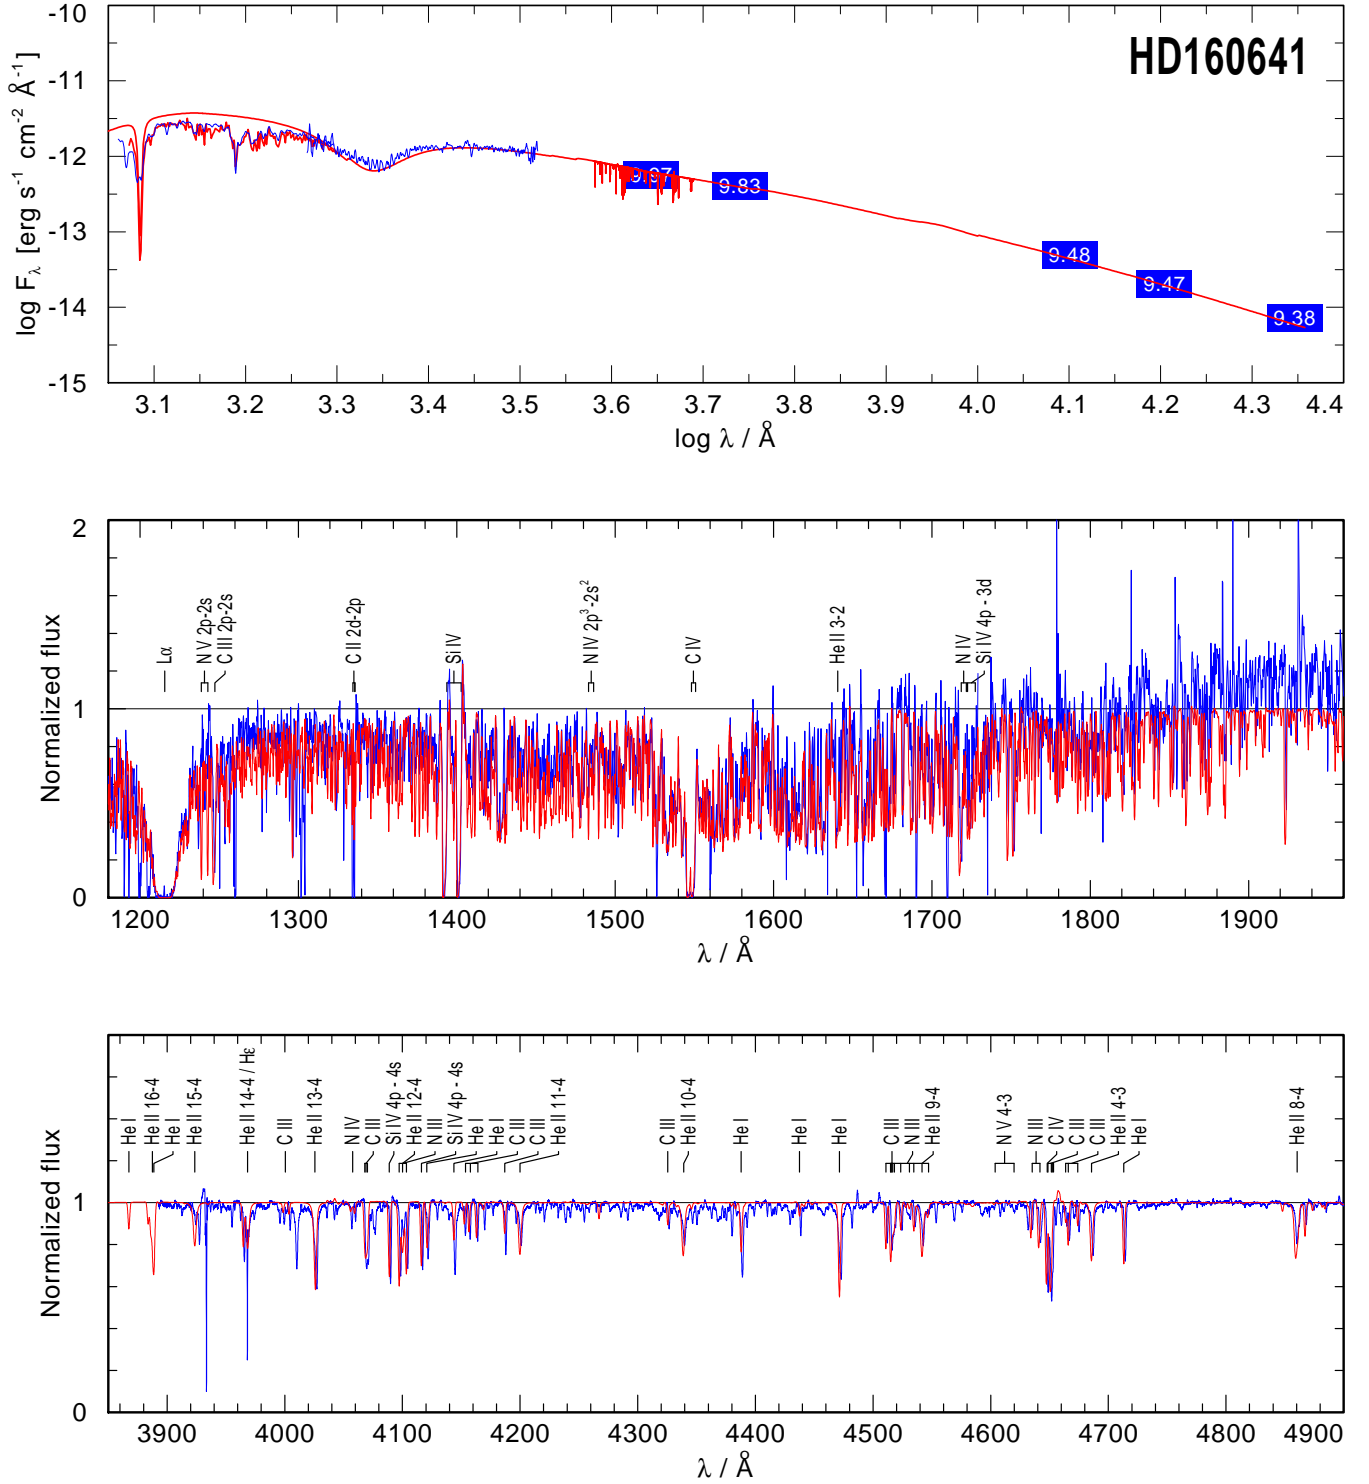 HD160641
log Fλ [erg s⁻¹ cm⁻² Å⁻¹]
-10
-11
-12
-13
-14
-15
9.97
9.83
9.48
9.47
9.38
3.1 3.2 3.3 3.4 3.5 3.6 3.7 3.8 3.9 4.0 4.1 4.2 4.3 4.4
log λ / Å
Normalized flux
2
1
0
Lα
N V 2p-2s
C III 2p-2s
C II 2d-2p
Si IV
N IV 2p³-2s²
C IV
He II 3-2
N IV
Si IV 4p - 3d
1200 1300 1400 1500 1600 1700 1800 1900
λ / Å
Normalized flux
1
0
He I
He II 16-4
He I
He II 15-4
He II 14-4 / Hε
C III
He II 13-4
N IV
C III
Si IV 4p - 4s
He II 12-4
N III
Si IV 4p - 4s
He I
He I
C III
C III
He II 11-4
C III
He II 10-4
He I
He I
He I
C III
N III
He II 9-4
N V 4-3
N III
C IV
C III
C III
He II 4-3
He I
He II 8-4
3900 4000 4100 4200 4300 4400 4500 4600 4700 4800 4900
λ / Å